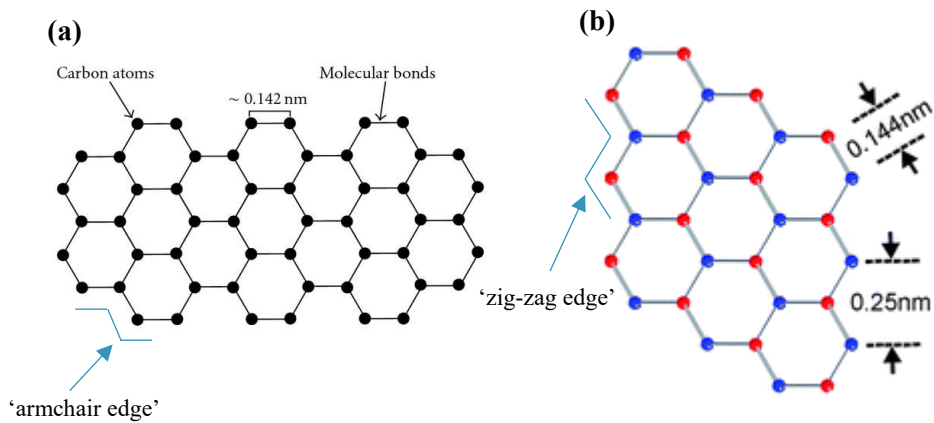 (a)
Carbon atoms
Molecular bonds
~ 0.142 nm
‘armchair edge’
(b)
0.144nm
‘zig-zag edge’
0.25nm